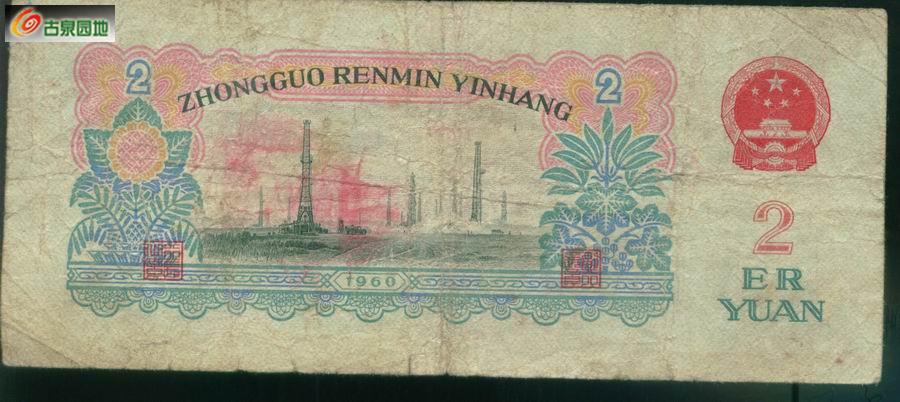 古泉园地
2
ZHONGGUO RENMIN YINHANG
2
2
ER
YUAN
1960